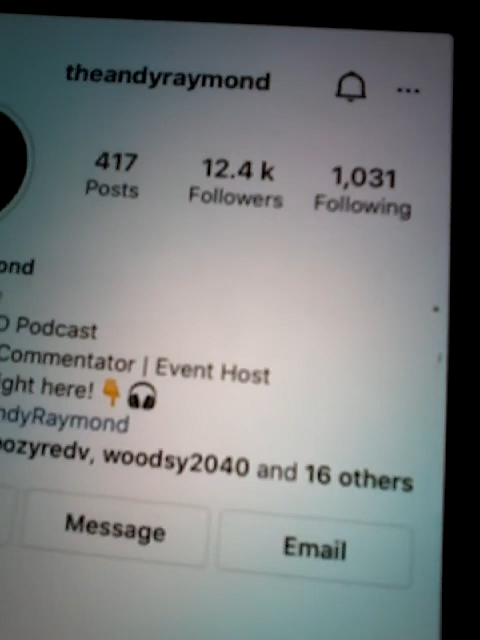 theandyraymond ...
417 12.4 k 1,031
Posts Followers Following
ond
Podcast
Commentator | Event Host
ight here! 👇🎧
ndyRaymond
ozyredv, woodsy2040 and 16 others
Message Email